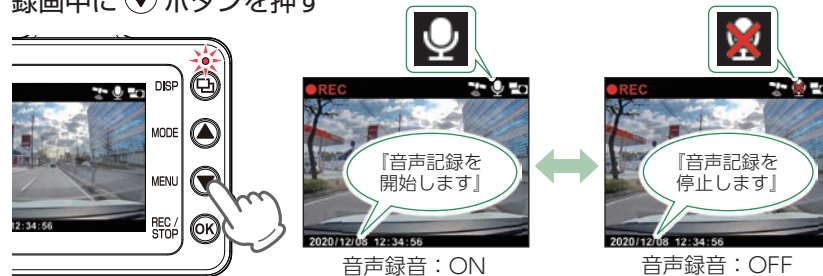 録画中に ▼ ボタンを押す
DISP
MODE
MENU
REC /
STOP
OK
2:34:56
REC
『音声記録を
開始します』
2020/12/08 12:34:56
音声録音：ON
REC
『音声記録を
停止します』
2020/12/08 12:34:56
音声録音：OFF